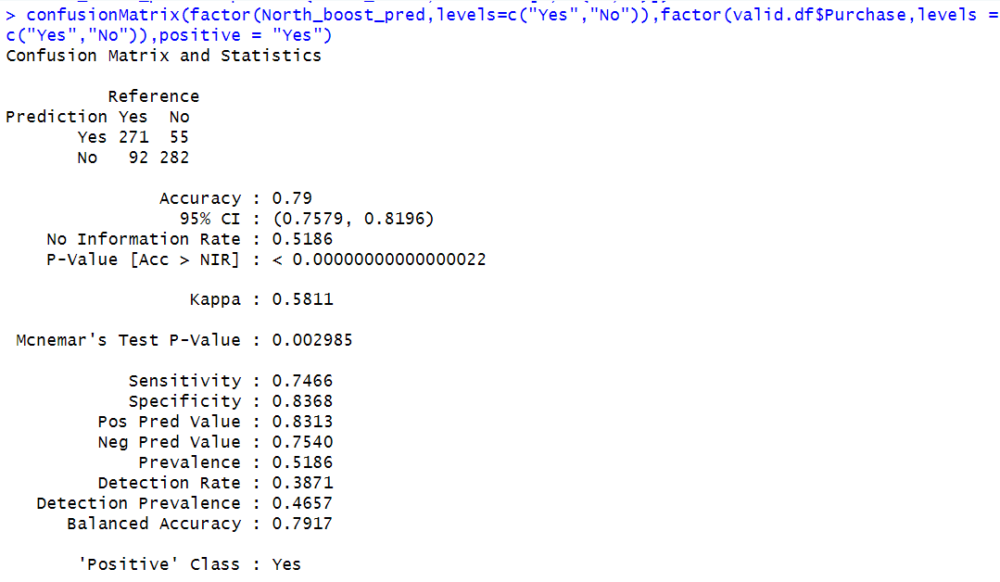 > confusionMatrix(factor(North_boost_pred,levels=c("Yes","No")),factor(valid.df$Purchase,levels =
c("Yes","No")),positive = "Yes")
Confusion Matrix and Statistics
Reference
Prediction Yes No
Yes 271 55
No 92 282
Accuracy : 0.79
95% CI : (0.7579, 0.8196)
No Information Rate : 0.5186
P-Value [Acc > NIR] : < 0.00000000000000022
Kappa : 0.5811
Mcnemar's Test P-Value : 0.002985
Sensitivity : 0.7466
Specificity : 0.8368
Pos Pred Value : 0.8313
Neg Pred Value : 0.7540
Prevalence : 0.5186
Detection Rate : 0.3871
Detection Prevalence : 0.4657
Balanced Accuracy : 0.7917
'Positive' Class : Yes